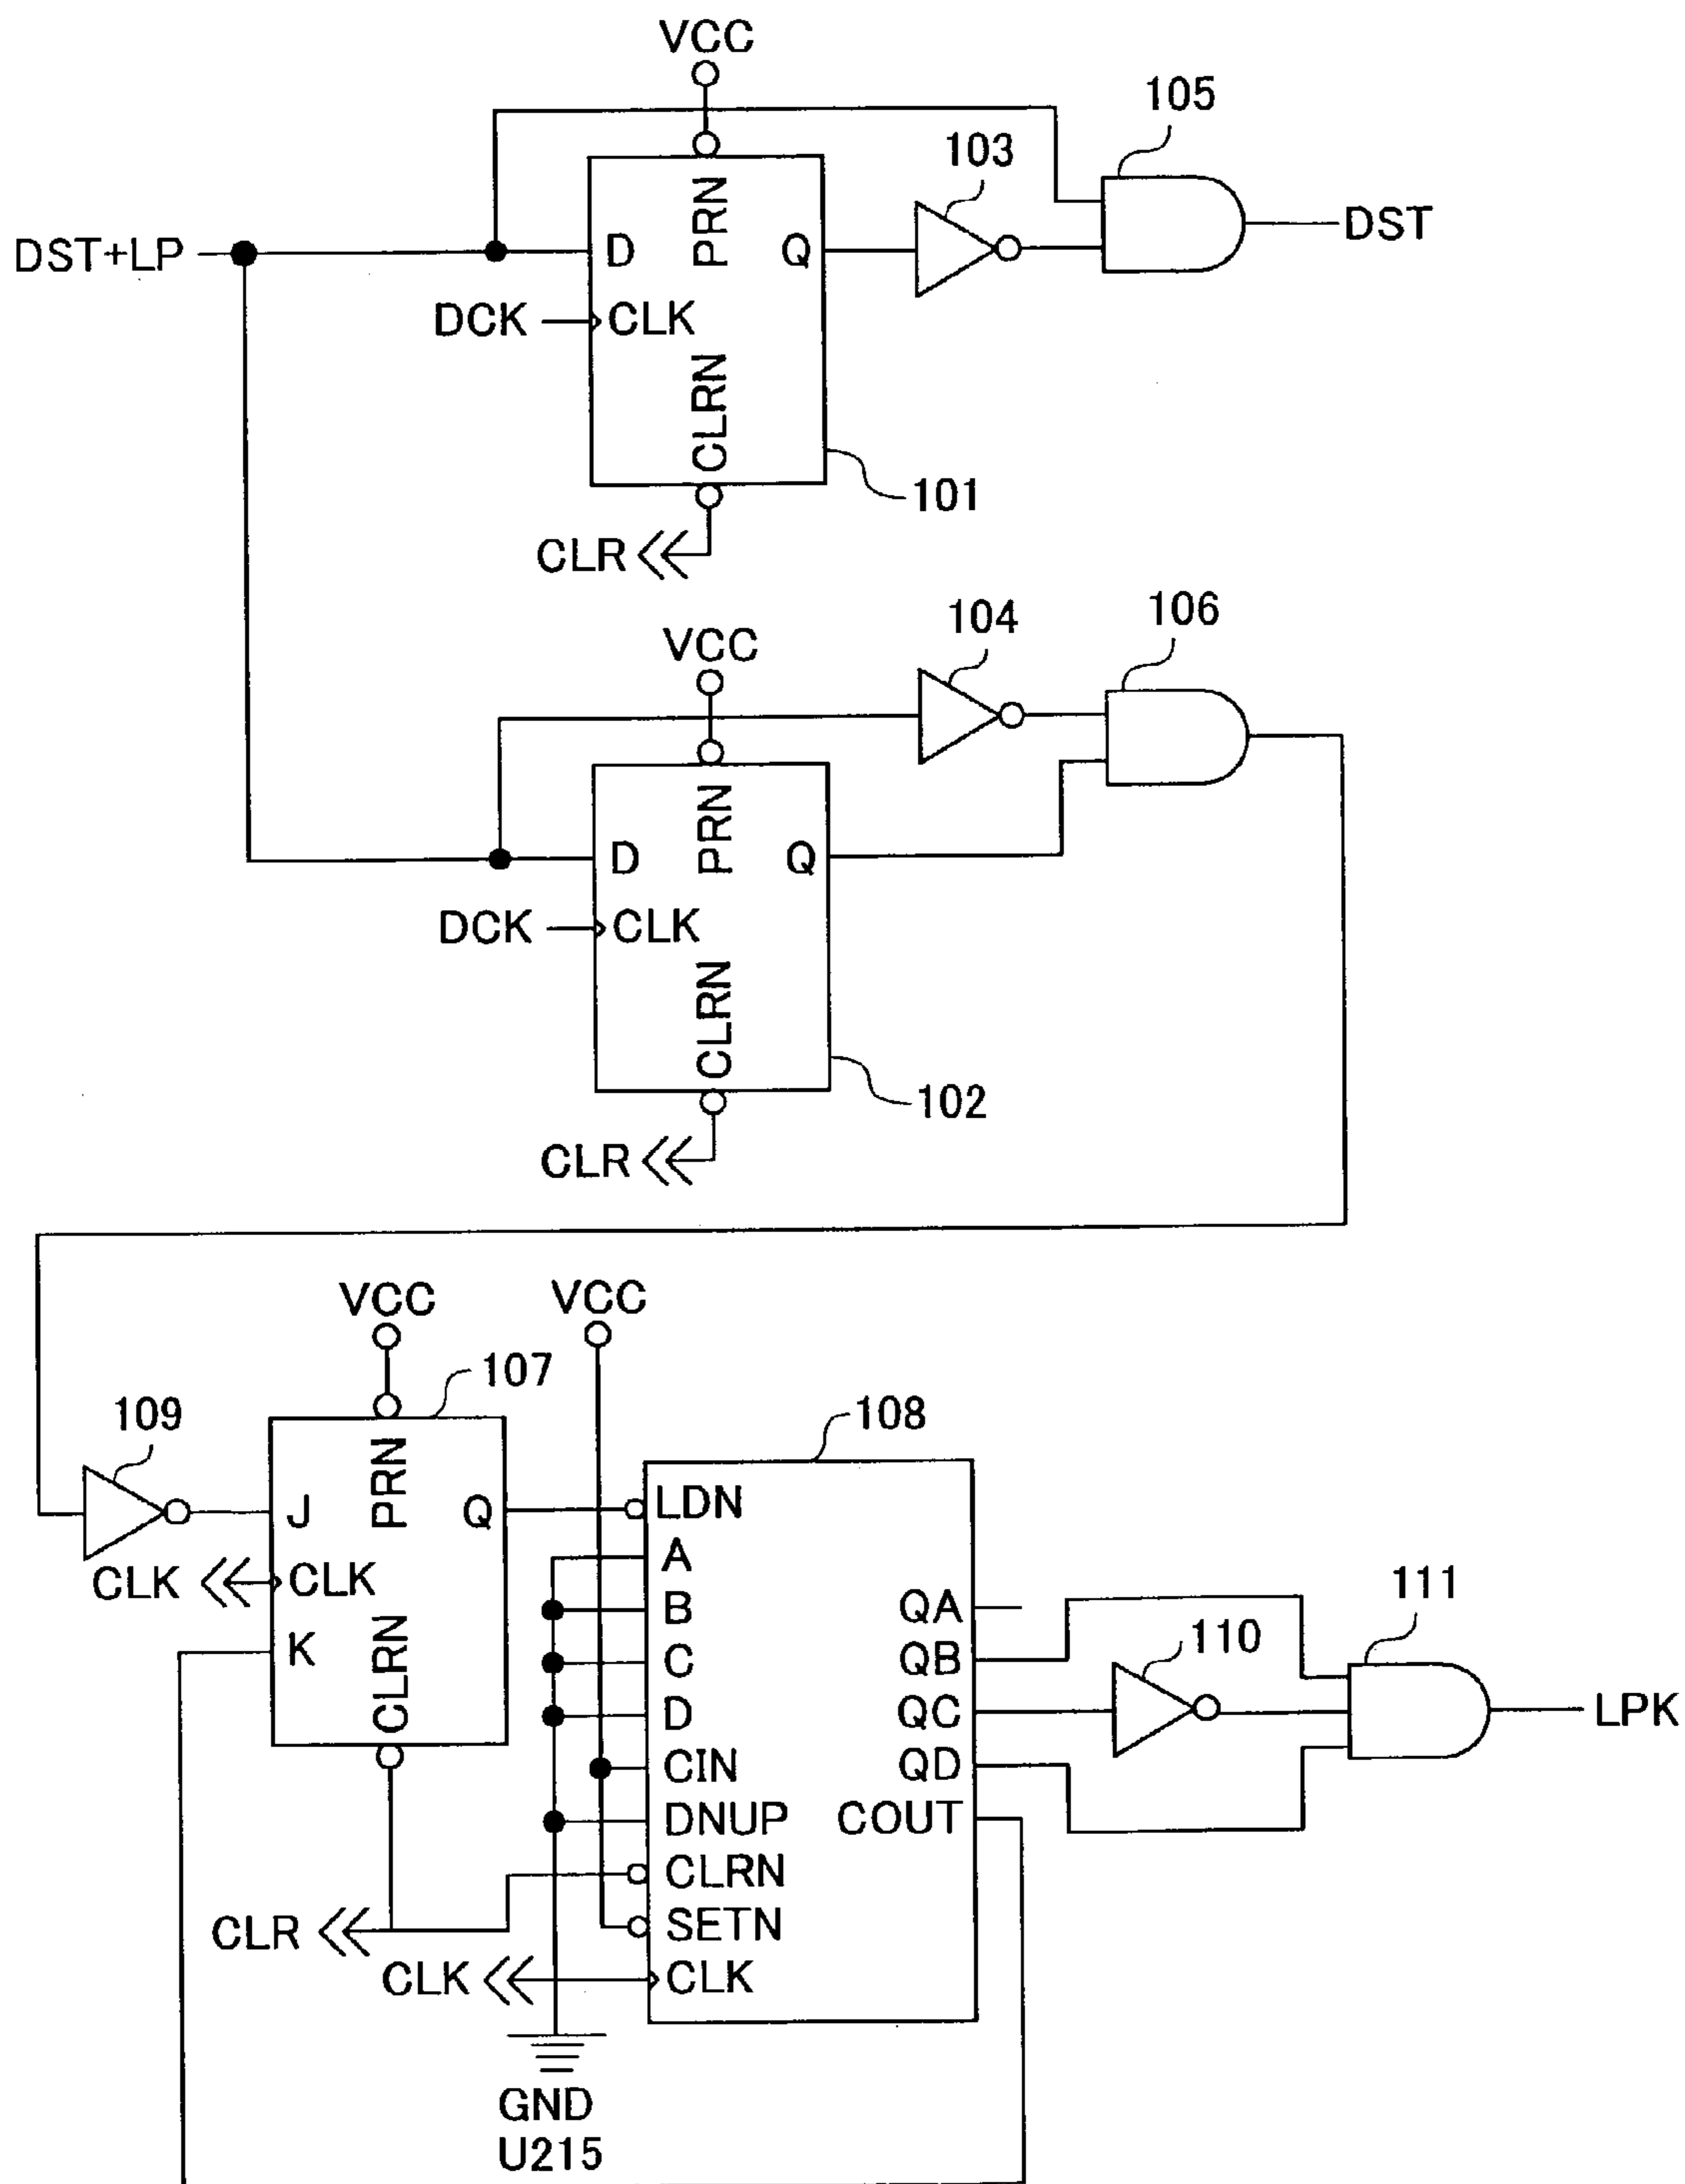 VCC
105
103
DST+LP
D
PRN
Q
DST
DCK
CLK
CLRN
101
CLR
104
106
VCC
D
PRN
Q
DCK
CLK
CLRN
102
CLR
VCC
VCC
107
109
108
J
PRN
Q
LDN
CLK
CLK
A
K
CLRN
B
QA
111
C
QB
110
D
QC
LPK
CIN
QD
DNUP
COUT
CLRN
CLR
SETN
CLK
CLK
GND
U215